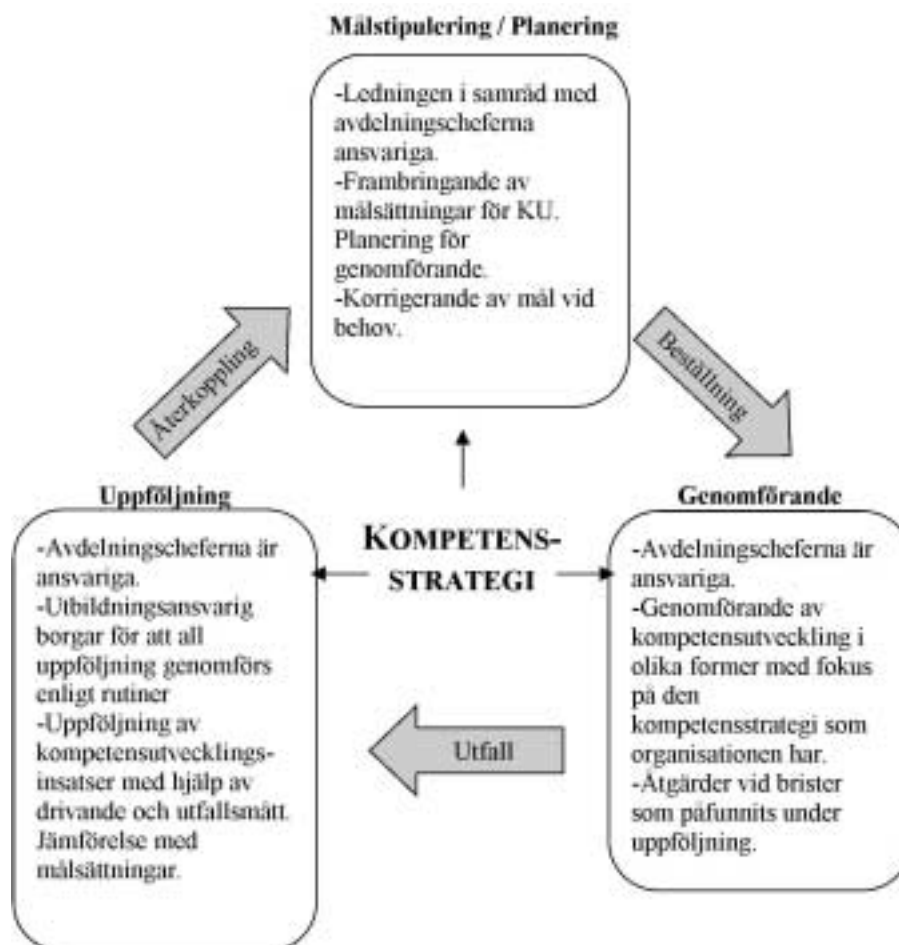 Målstipulering / Planering
-Ledningen i samråd med
avdelningscheferna
ansvariga.
-Frambringande av
målsättningar för KU.
Planering för
genomförande.
-Korrigerande av mål vid
behov.
Återkoppling
Beställning
Uppföljning
-Avdelningscheferna är
ansvariga.
-Utbildningsansvarig
borgar för att all
uppföljning genomförs
enligt rutiner
-Uppföljning av
kompetensutvecklings-
insatser med hjälp av
drivande och utfallsmått.
Jämförelse med
målsättningar.
KOMPETENS-
STRATEGI
Genomförande
-Avdelningscheferna är
ansvariga.
-Genomförande av
kompetensutveckling i
olika former med fokus
på den
kompetensstrategi som
organisationen har.
-Åtgärder vid brister
som påfunnits under
uppföljning.
Utfall